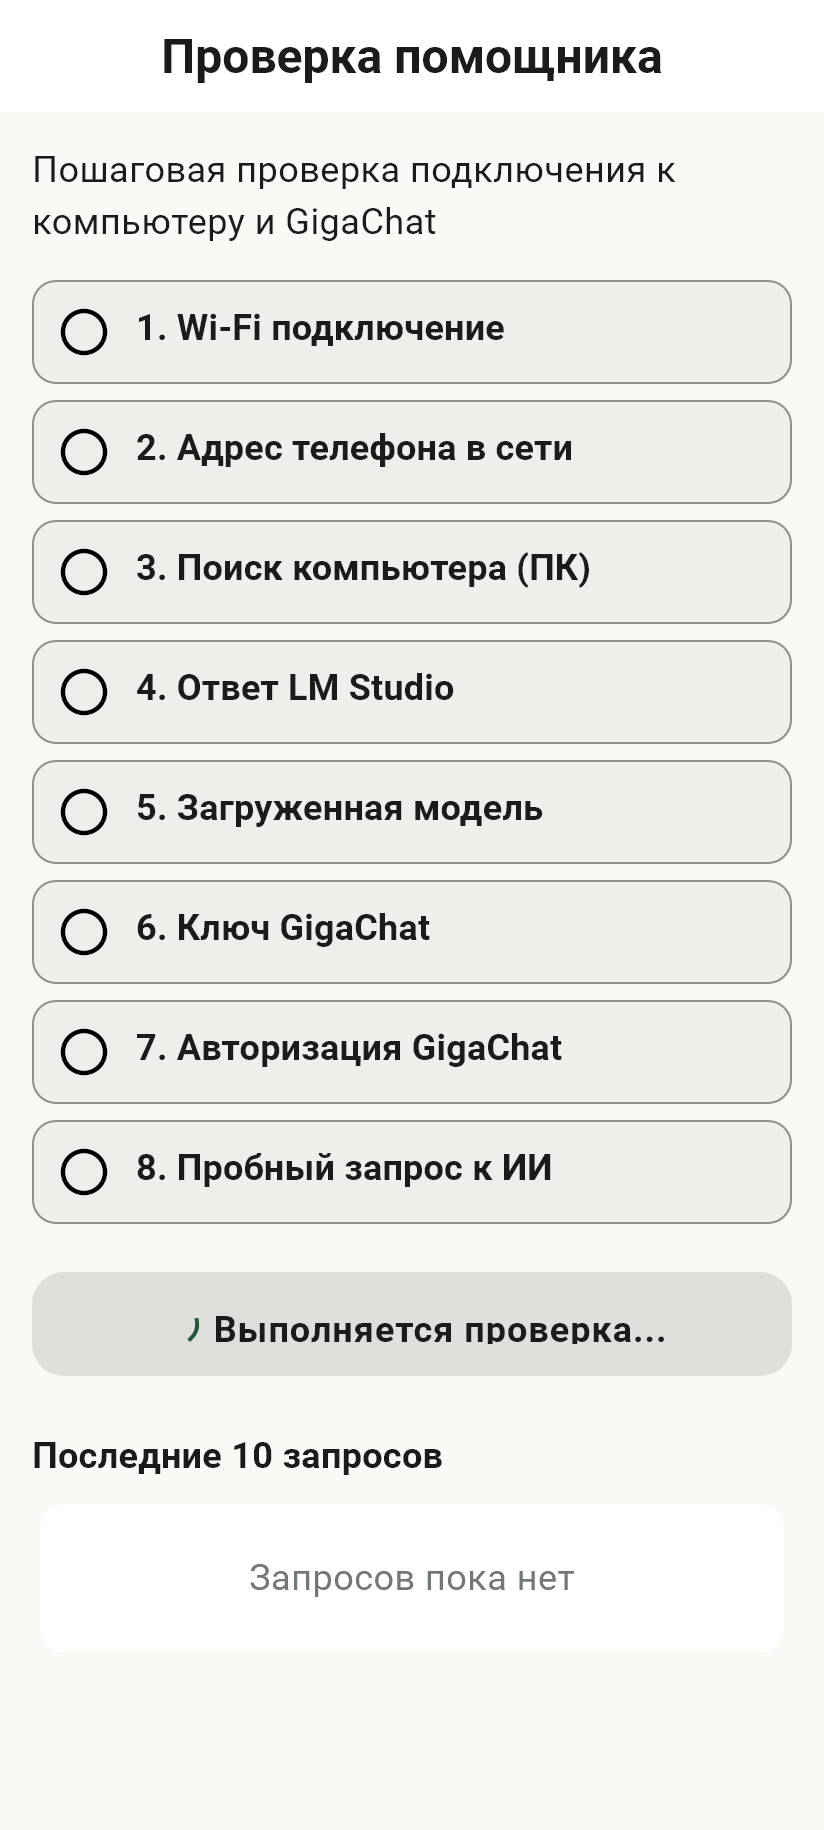 Проверка помощника
Пошаговая проверка подключения к
компьютеру и GigaChat
1. Wi-Fi подключение
2. Адрес телефона в сети
3. Поиск компьютера (ПК)
4. Ответ LM Studio
5. Загруженная модель
6. Ключ GigaChat
7. Авторизация GigaChat
8. Пробный запрос к ИИ
Выполняется проверка...
Последние 10 запросов
Запросов пока нет